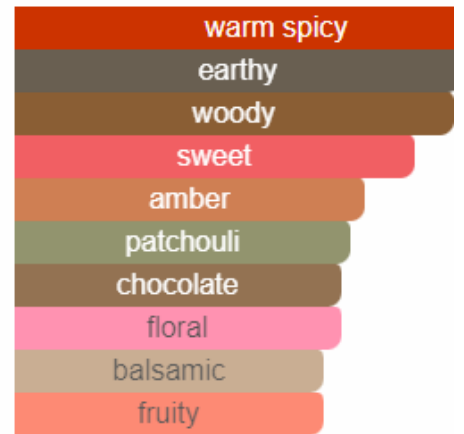 warm spicy
earthy
woody
sweet
amber
patchouli
chocolate
floral
balsamic
fruity